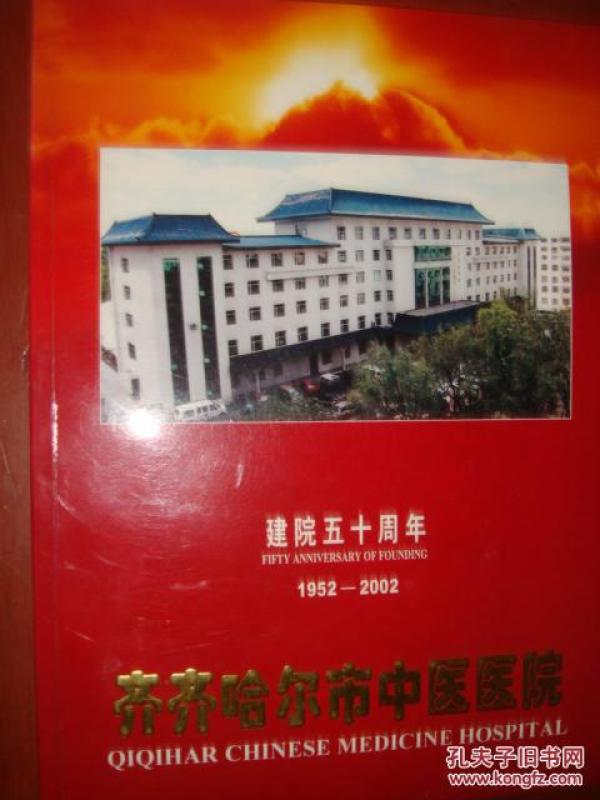 建院五十周年
FIFTY ANNIVERSARY OF FOUNDING
1952—2002
齐齐哈尔市中医医院
QIQIHAR CHINESE MEDICINE HOSPITAL
孔夫子旧书网
www.kongfz.com